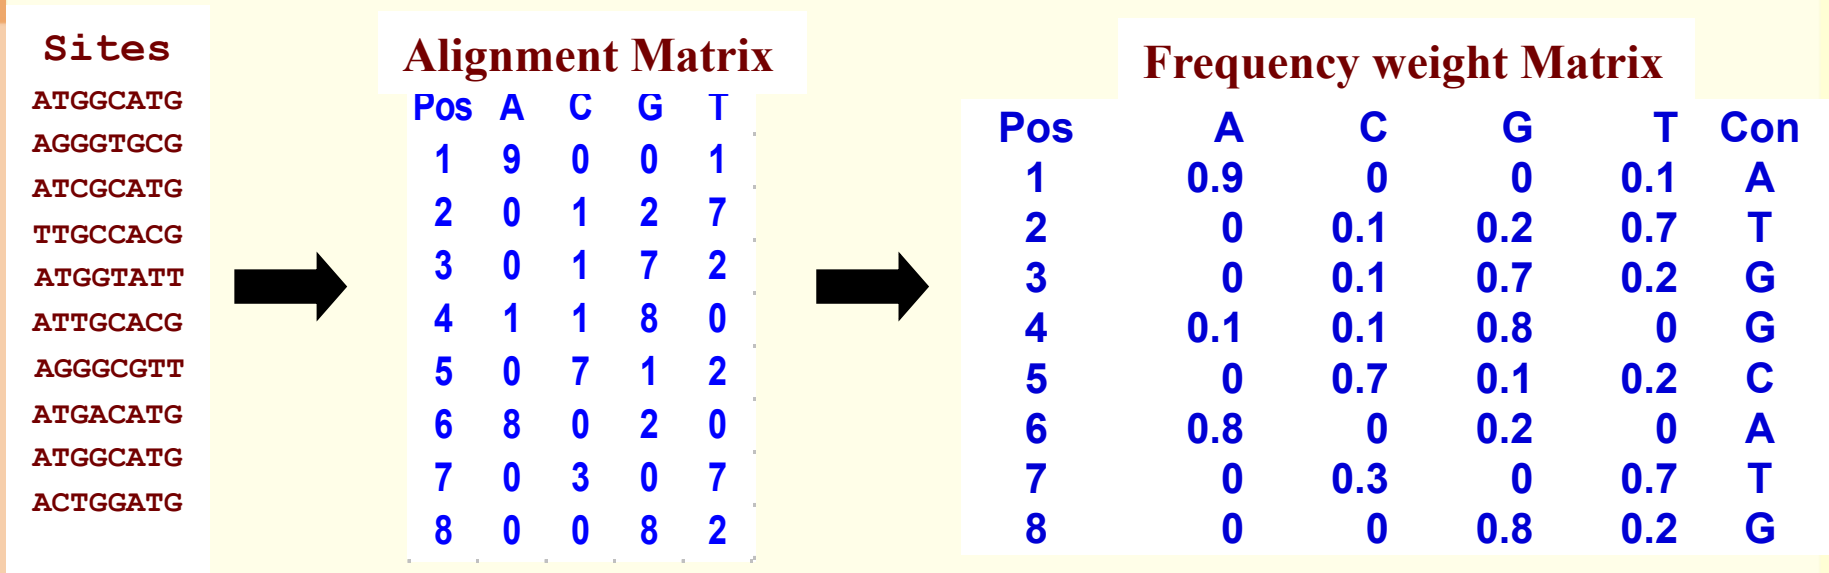 Sites
ATGGCATG
AGGGTGCG
ATCGCATG
TTGCCACG
ATGGTATT
ATTGCACG
AGGGCGTT
ATGACATG
ATGGCATG
ACTGGATG
Alignment Matrix
Pos A C G T
1 9 0 0 1
2 0 1 2 7
3 0 1 7 2
4 1 1 8 0
5 0 7 1 2
6 8 0 2 0
7 0 3 0 7
8 0 0 8 2
Frequency weight Matrix
Pos A C G T Con
1 0.9 0 0 0.1 A
2 0 0.1 0.2 0.7 T
3 0 0.1 0.7 0.2 G
4 0.1 0.1 0.8 0 G
5 0 0.7 0.1 0.2 C
6 0.8 0 0.2 0 A
7 0 0.3 0 0.7 T
8 0 0 0.8 0.2 G